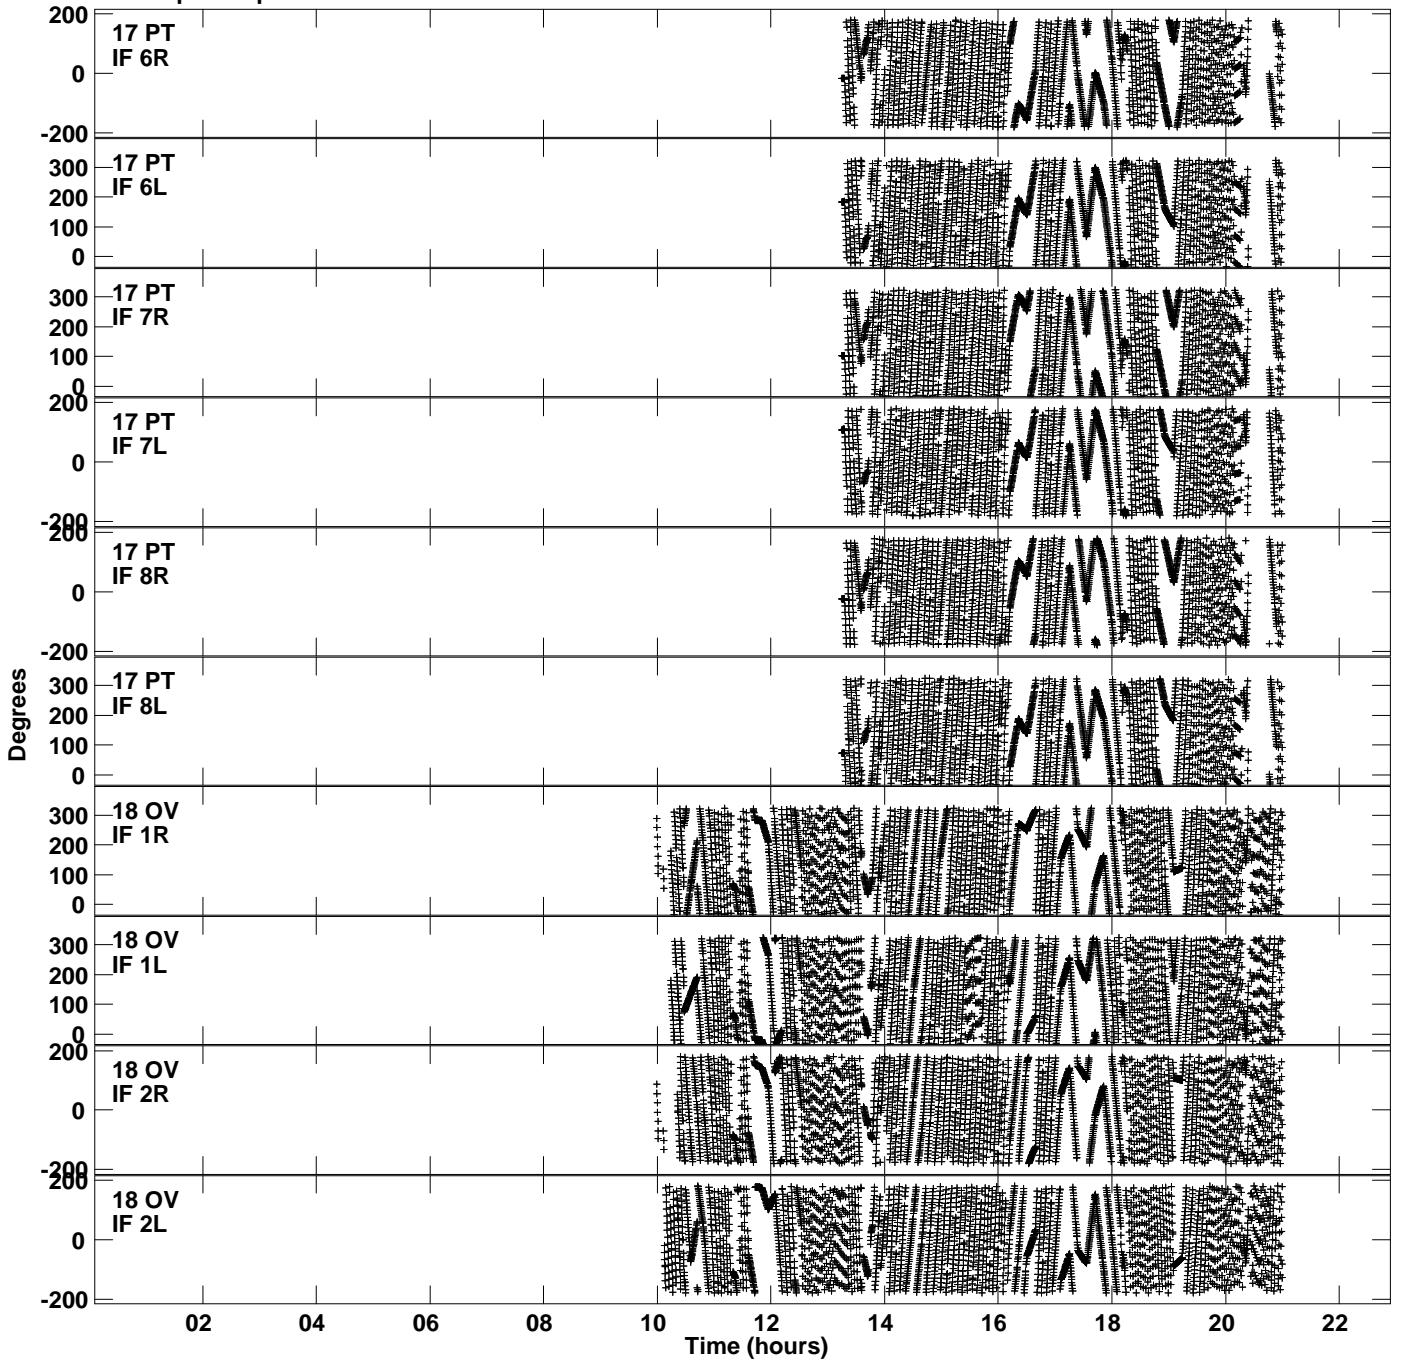 200
17 PT
IF 6R
0
-200
300
17 PT
IF 6L
200
100
0
300
17 PT
IF 7R
200
100
0
200
17 PT
IF 7L
0
-200
200
17 PT
IF 8R
0
-200
300
17 PT
IF 8L
200
100
0
Degrees
300
18 OV
IF 1R
200
100
0
300
18 OV
IF 1L
200
100
0
200
18 OV
IF 2R
0
-200
200
18 OV
IF 2L
0
-200
02 04 06 08 10 12 14 16 18 20 22
Time (hours)